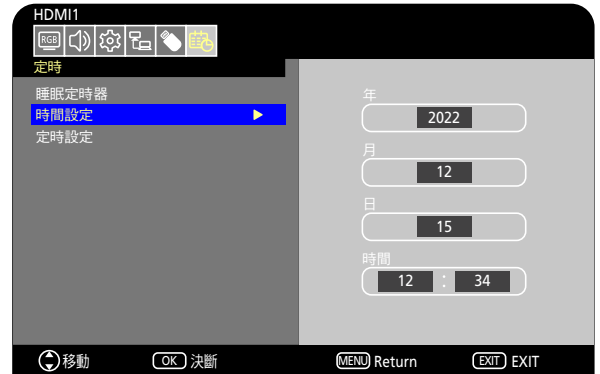 HDMI1
RGB
定時
睡眠定時器
時間設定
定時設定
年
2022
月
12
日
15
時間
12 : 34
移動 OK 決斷 MENU Return EXIT EXIT